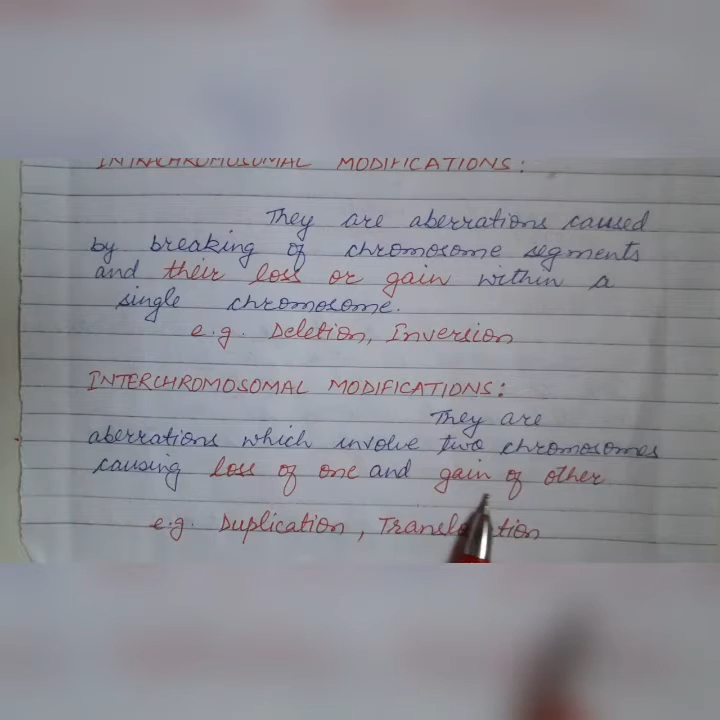 INTRACHROMOSOMAL MODIFICATIONS:
They are aberrations caused
by breaking of chromosome segments
and their loss or gain within a
single chromosome.
e.g. Deletion, Inversion
INTERCHROMOSOMAL MODIFICATIONS:
They are
aberrations which involve two chromosomes
causing loss of one and gain of other
e.g. Duplication, Translocation